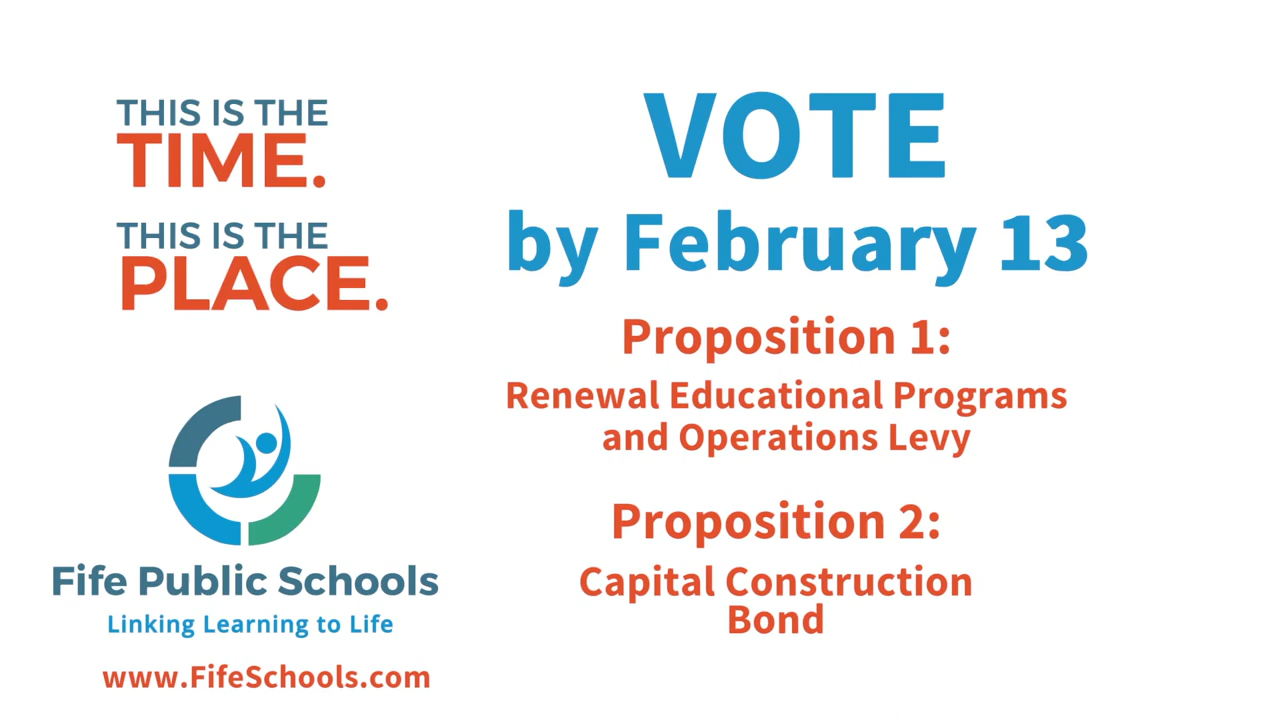 THIS IS THE
TIME.
THIS IS THE
PLACE.
Fife Public Schools
Linking Learning to Life
www.FifeSchools.com
VOTE
by February 13
Proposition 1:
Renewal Educational Programs
and Operations Levy
Proposition 2:
Capital Construction
Bond